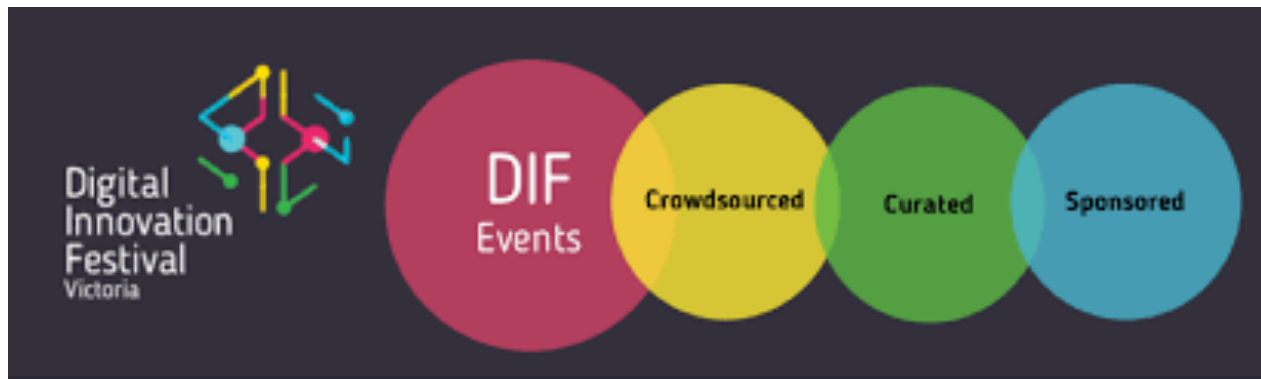 Digital
Innovation
Festival
Victoria
DIF
Events
Crowdsourced
Curated
Sponsored